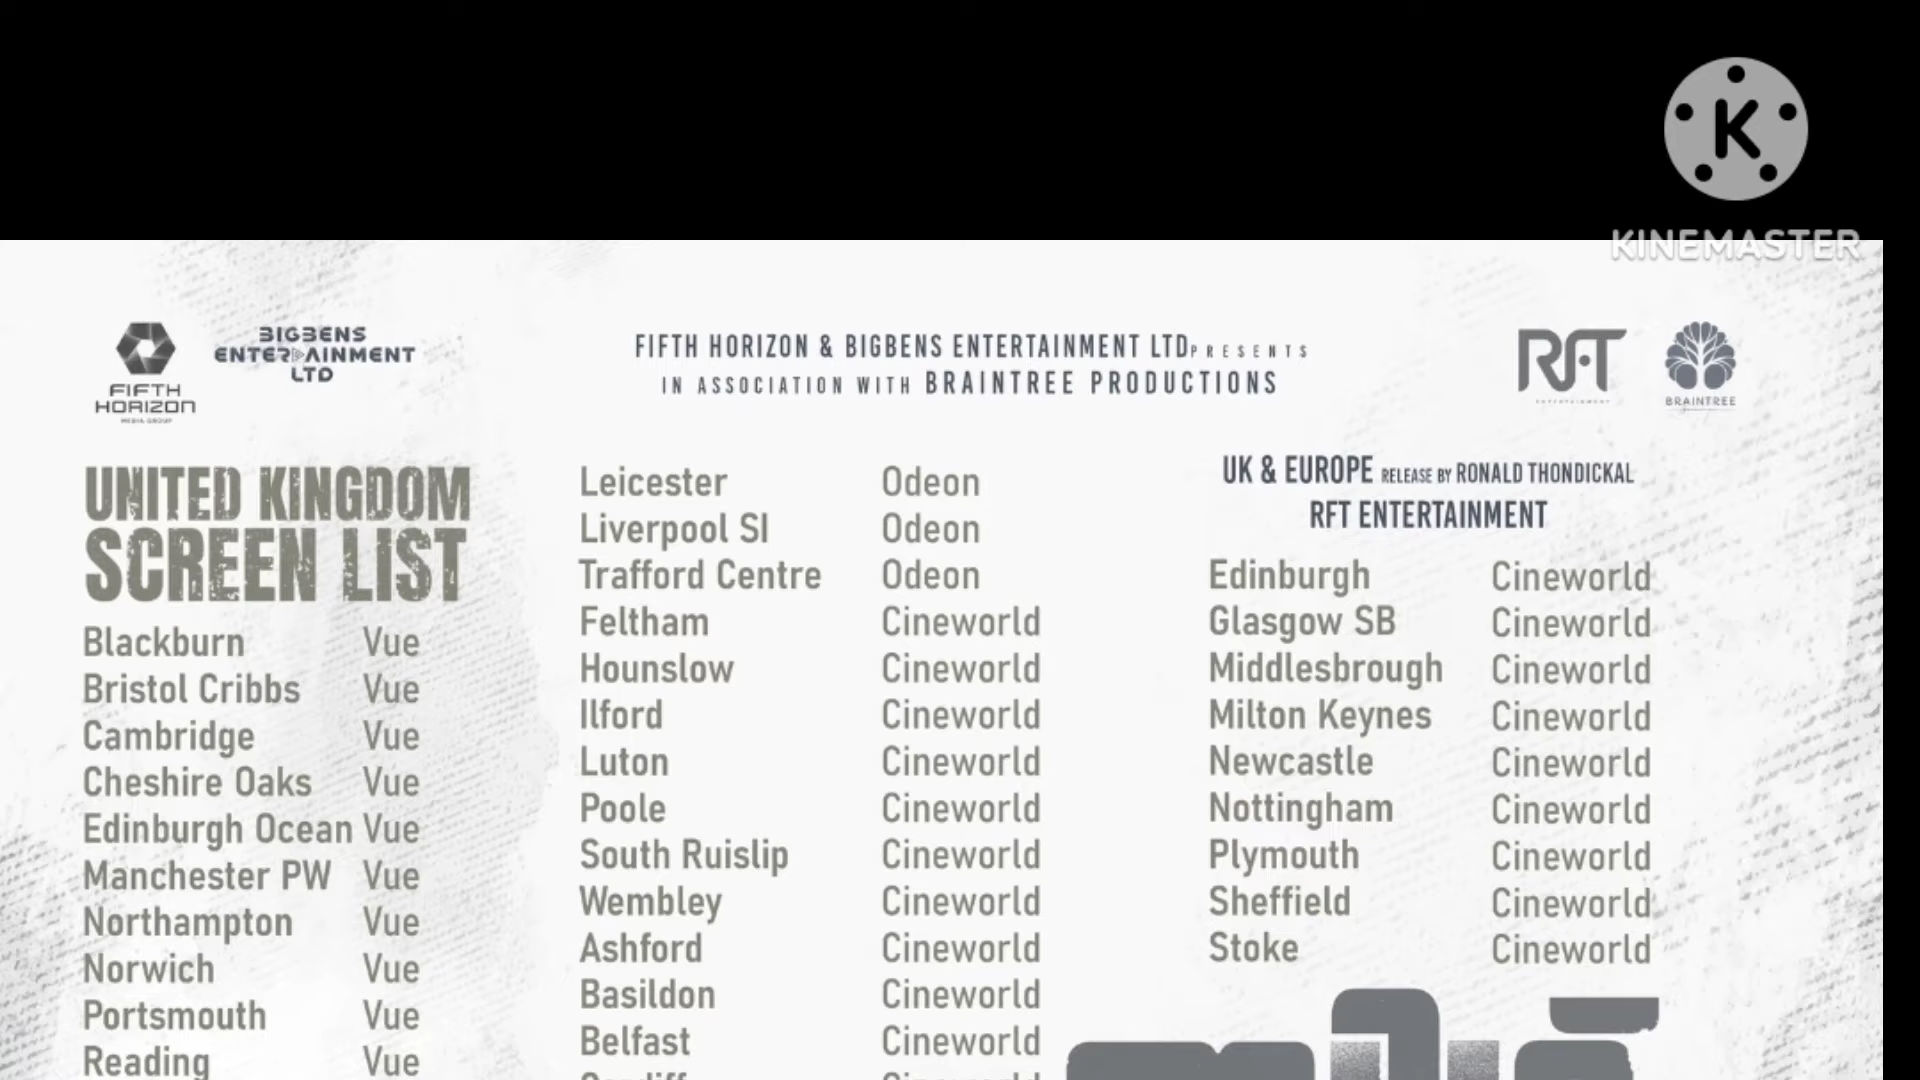 K
KINEMASTER
FIFTH HORIZON
MEDIA GROUP
BIGBENS
ENTERTAINMENT
LTD
FIFTH HORIZON & BIGBENS ENTERTAINMENT LTD PRESENTS
IN ASSOCIATION WITH BRAINTREE PRODUCTIONS
RFT
ENTERTAINMENT
BRAINTREE
UNITED KINGDOM
SCREEN LIST
Blackburn Vue
Bristol Cribbs Vue
Cambridge Vue
Cheshire Oaks Vue
Edinburgh Ocean Vue
Manchester PW Vue
Northampton Vue
Norwich Vue
Portsmouth Vue
Reading Vue
Leicester Odeon
Liverpool SI Odeon
Trafford Centre Odeon
Feltham Cineworld
Hounslow Cineworld
Ilford Cineworld
Luton Cineworld
Poole Cineworld
South Ruislip Cineworld
Wembley Cineworld
Ashford Cineworld
Basildon Cineworld
Belfast Cineworld
Cardiff Cineworld
UK & EUROPE RELEASE BY RONALD THONDICKAL
RFT ENTERTAINMENT
Edinburgh Cineworld
Glasgow SB Cineworld
Middlesbrough Cineworld
Milton Keynes Cineworld
Newcastle Cineworld
Nottingham Cineworld
Plymouth Cineworld
Sheffield Cineworld
Stoke Cineworld